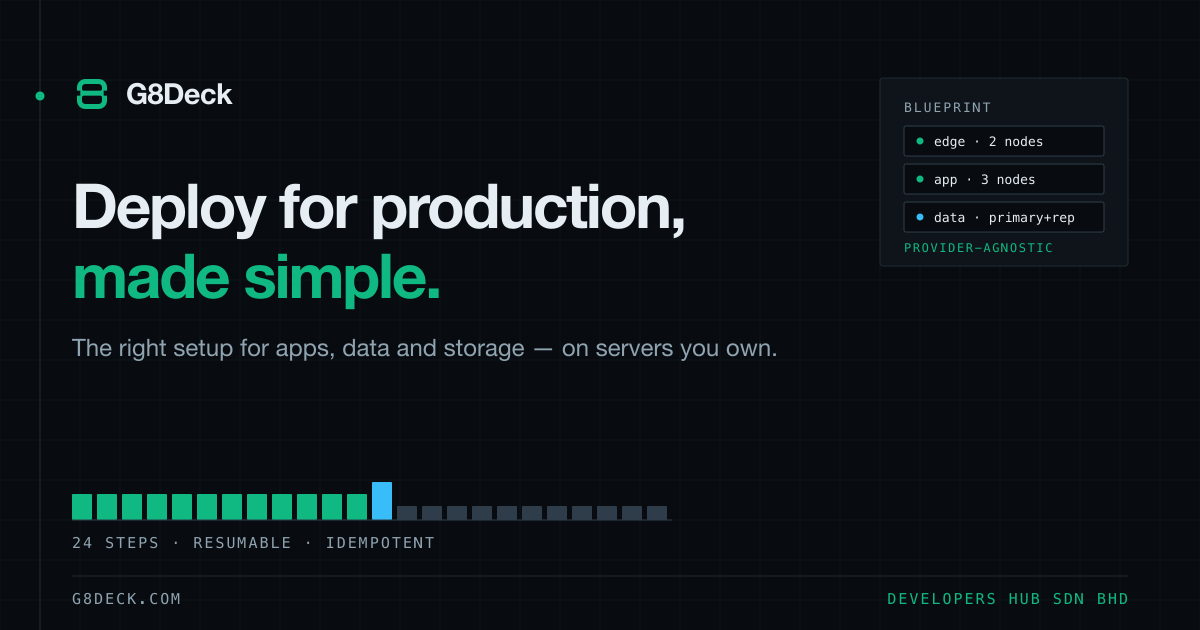 G8Deck
Deploy for production,
made simple.
The right setup for apps, data and storage — on servers you own.
BLUEPRINT
edge · 2 nodes
app · 3 nodes
data · primary+rep
PROVIDER-AGNOSTIC
24 STEPS · RESUMABLE · IDEMPOTENT
G8DECK.COM
DEVELOPERS HUB SDN BHD